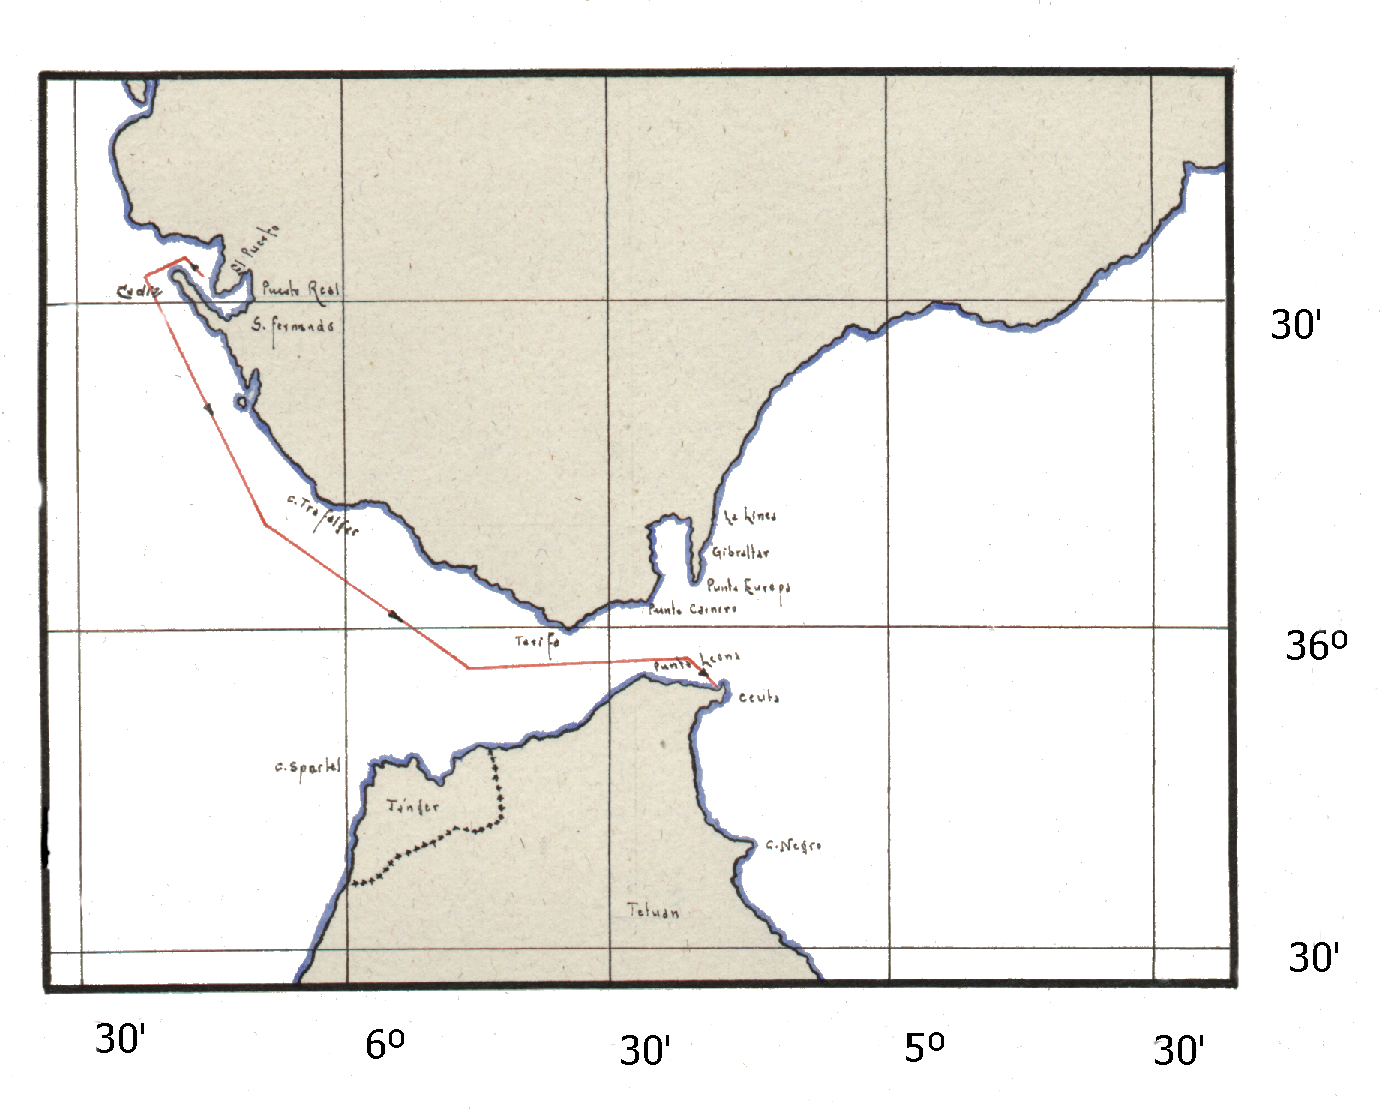 El Puerto
Cadiz
Puerto Real
S. fernando
30'
C. Trafalgar
La Linea
Gibraltar
Punta Europa
Punta Carnero
Tarifa
36º
Punta Leona
Ceuta
C. Spartel
Tánger
C. Negro
Tetuan
30'
30'
6º
30'
5º
30'